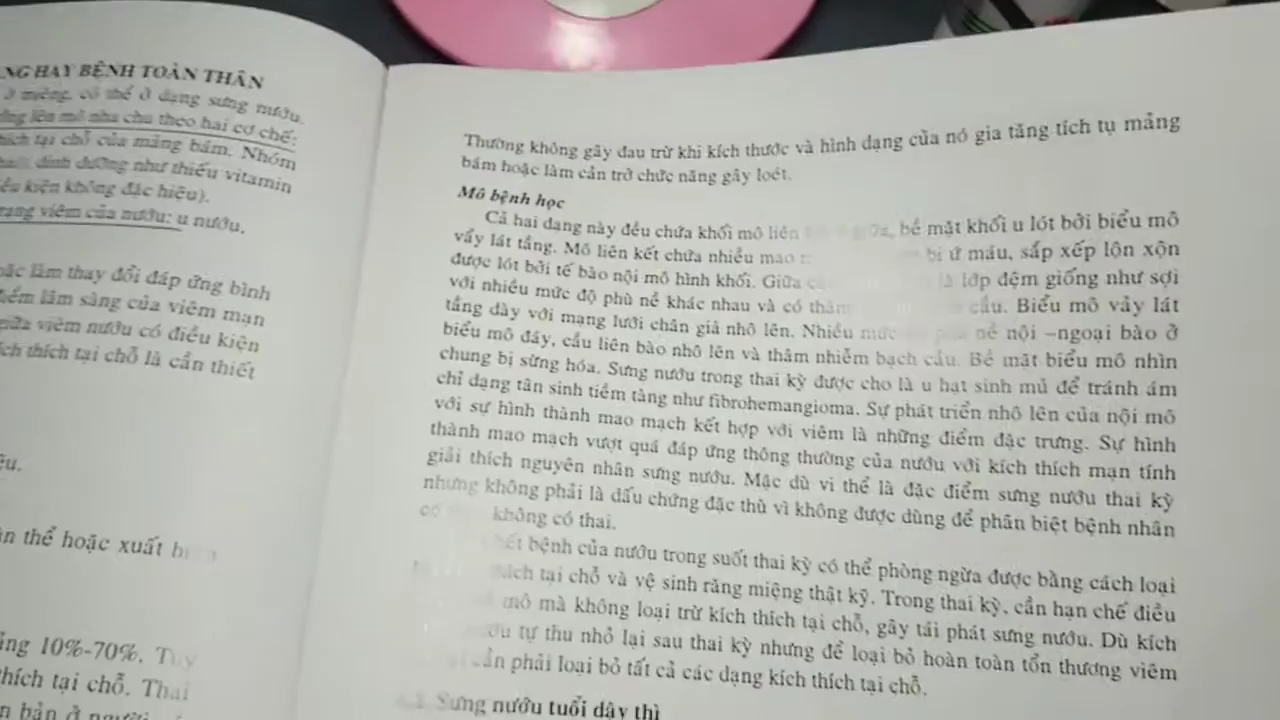 NG HAY BỆNH TOÀN THÂN
ở miệng, có thể ở dạng sưng nướu.
lên mô nha chu theo hai cơ chế:
thích tại chỗ của mảng bám. Nhóm
dinh dưỡng như thiếu vitamin
kiện không đặc hiệu).
trạng viêm của nướu: u nướu.
hoặc làm thay đổi đáp ứng bình
điểm lâm sàng của viêm mạn
giữa viêm nướu có điều kiện
kích thích tại chỗ là cần thiết
ệu.
thể hoặc xuất
10%-70%. Tuy
thích tại chỗ. Thai
bản ở người
Thường không gây đau trừ khi kích thước và hình dạng của nó gia tăng tích tụ mảng
bám hoặc làm cản trở chức năng gây loét.
Mô bệnh học
Cả hai dạng này đều chứa khối mô liên bề mặt khối u lót bởi biểu mô
vẩy lát tầng. Mô liên kết chứa nhiều mao bị ứ máu, sắp xếp lộn xộn
được lót bởi tế bào nội mô hình khối. Giữa là lớp đệm giống như sợi
với nhiều mức độ phù nề khác nhau và có thâm cầu. Biểu mô vảy lát
tầng dày với mạng lưới chân giả nhô lên. Nhiều mức nề nội –ngoại bào ở
biểu mô đáy, cầu liên bào nhô lên và thâm nhiễm bạch cầu. Bề mặt biểu mô nhìn
chung bị sừng hóa. Sưng nướu trong thai kỳ được cho là u hạt sinh mủ để tránh ám
chỉ dạng tân sinh tiềm tàng như fibrohemangioma. Sự phát triển nhô lên của nội mô
với sự hình thành mao mạch kết hợp với viêm là những điểm đặc trưng. Sự hình
thành mao mạch vượt quá đáp ứng thông thường của nướu với kích thích mạn tính
giải thích nguyên nhân sưng nướu. Mặc dù vi thể là đặc điểm sưng nướu thai kỳ
nhưng không phải là dấu chứng đặc thù vì không được dùng để phân biệt bệnh nhân
có không có thai.
hết bệnh của nướu trong suốt thai kỳ có thể phòng ngừa được bằng cách loại
thích tại chỗ và vệ sinh răng miệng thật kỹ. Trong thai kỳ, cần hạn chế điều
mô mà không loại trừ kích thích tại chỗ, gây tái phát sưng nướu. Dù kích
tự thu nhỏ lại sau thai kỳ nhưng để loại bỏ hoàn toàn tổn thương viêm
cần phải loại bỏ tất cả các dạng kích thích tại chỗ.
Sưng nướu tuổi dậy thì